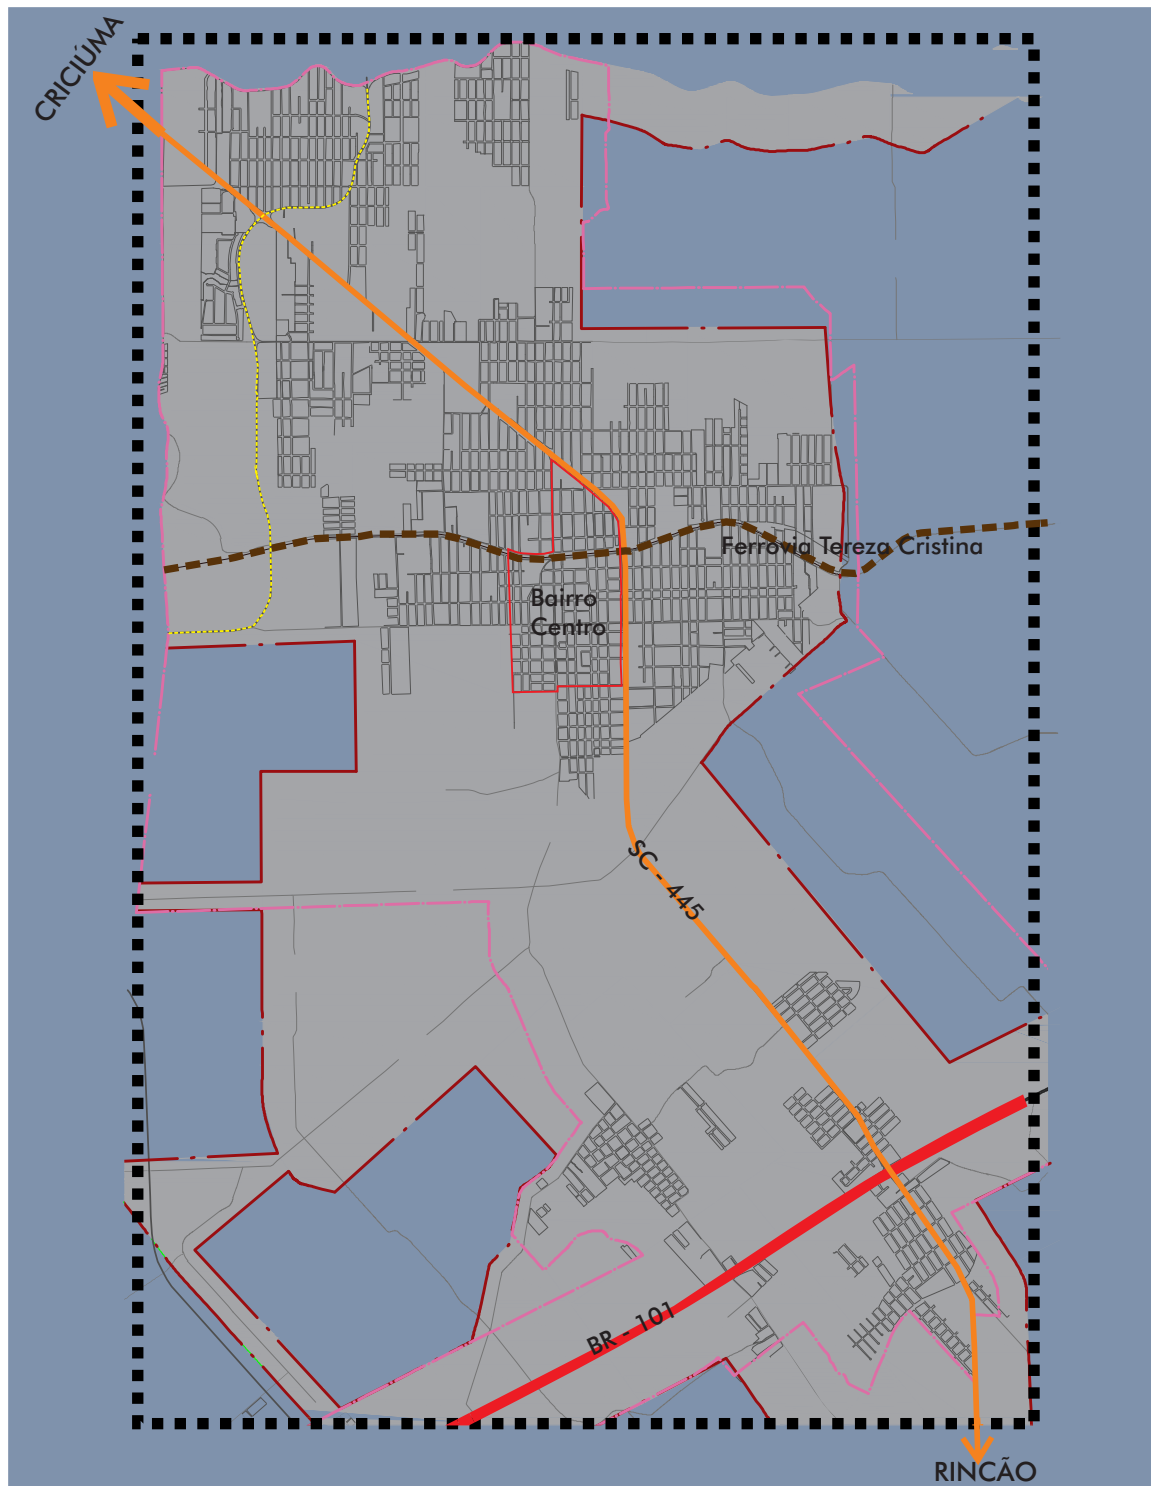 CRICIÚMA
Ferrovia Tereza Cristina
Bairro
Centro
SC - 445
BR - 101
RINCÃO